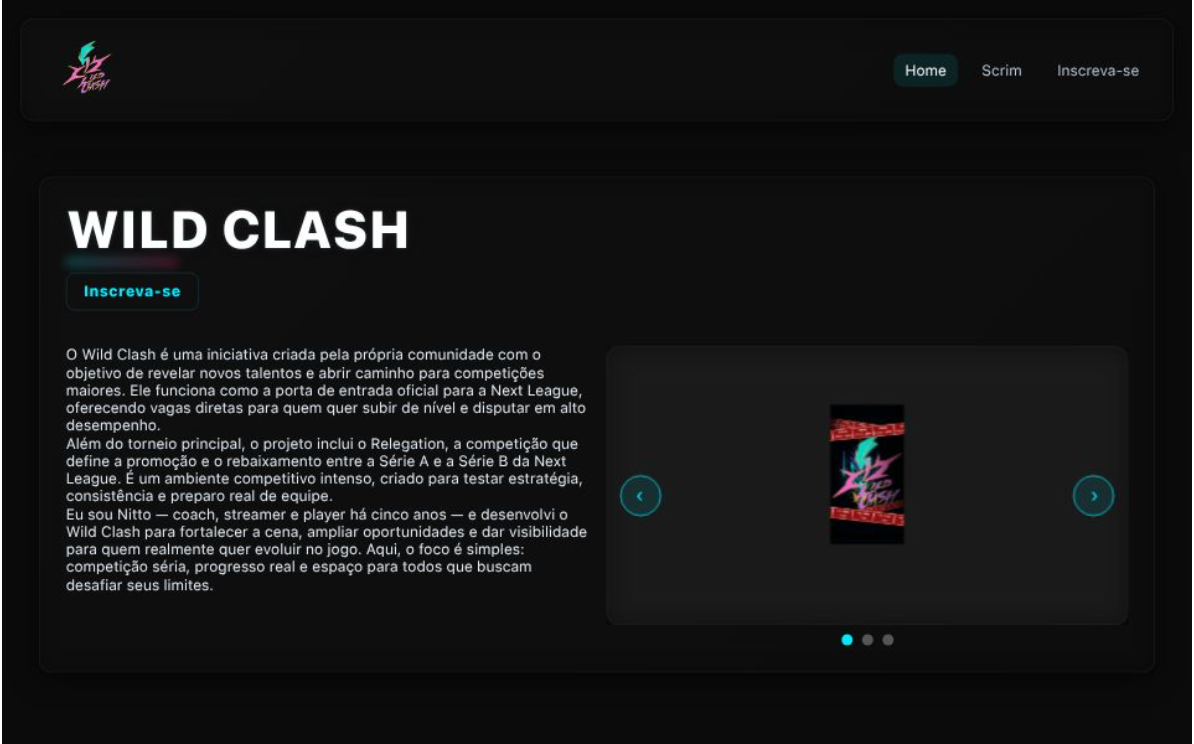 WILD CLASH
Home
Scrim
Inscreva-se
WILD CLASH
Inscreva-se
O Wild Clash é uma iniciativa criada pela própria comunidade com o
objetivo de revelar novos talentos e abrir caminho para competições
maiores. Ele funciona como a porta de entrada oficial para a Next League,
oferecendo vagas diretas para quem quer subir de nível e disputar em alto
desempenho.
Além do torneio principal, o projeto inclui o Relegation, a competição que
define a promoção e o rebaixamento entre a Série A e a Série B da Next
League. É um ambiente competitivo intenso, criado para testar estratégia,
consistência e preparo real de equipe.
Eu sou Nitto — coach, streamer e player há cinco anos — e desenvolvi o
Wild Clash para fortalecer a cena, ampliar oportunidades e dar visibilidade
para quem realmente quer evoluir no jogo. Aqui, o foco é simples:
competição séria, progresso real e espaço para todos que buscam
desafiar seus limites.